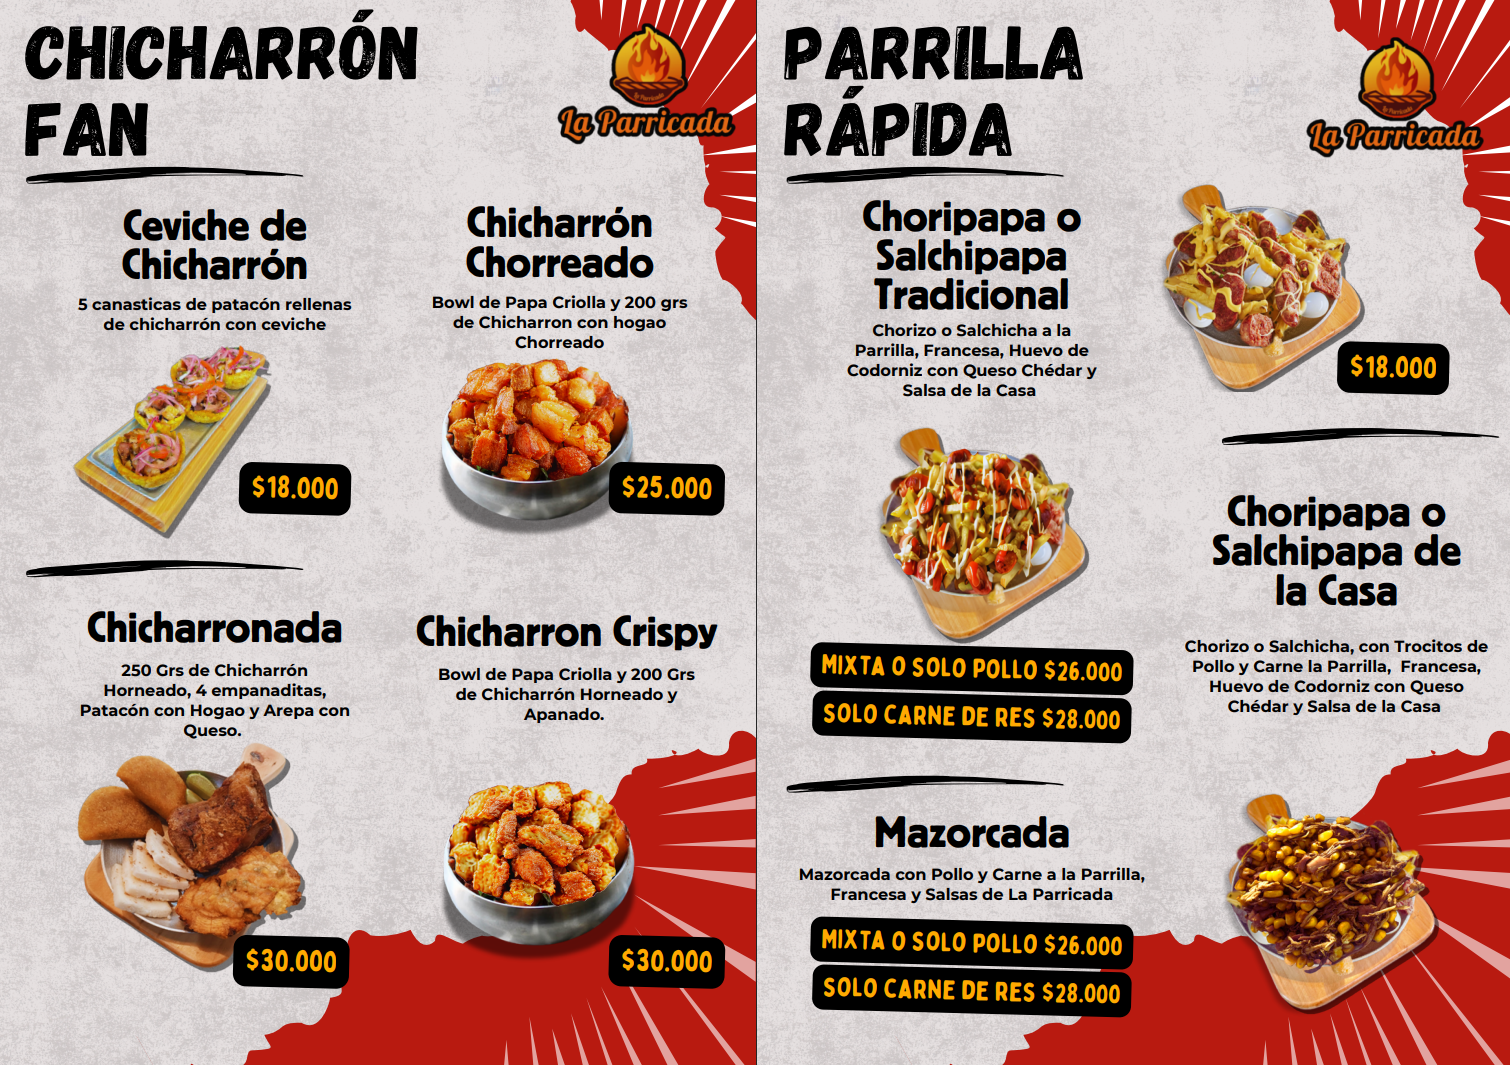 CHICHARRÓN
FAN
La Parricada
Ceviche de
Chicharrón
5 canasticas de patacón rellenas
de chicharrón con ceviche
$18.000
Chicharrón
Chorreado
Bowl de Papa Criolla y 200 grs
de Chicharron con hogao
Chorreado
$25.000
Chicharronada
250 Grs de Chicharrón
Horneado, 4 empanaditas,
Patacón con Hogao y Arepa con
Queso.
$30.000
Chicharron Crispy
Bowl de Papa Criolla y 200 Grs
de Chicharrón Horneado y
Apanado.
$30.000
PARRILLA
RÁPIDA
La Parricada
Choripapa o
Salchipapa
Tradicional
Chorizo o Salchicha a la
Parrilla, Francesa, Huevo de
Codorniz con Queso Chédar y
Salsa de la Casa
$18.000
Choripapa o
Salchipapa de
la Casa
Chorizo o Salchicha, con Trocitos de
Pollo y Carne la Parrilla, Francesa,
Huevo de Codorniz con Queso
Chédar y Salsa de la Casa
MIXTA O SOLO POLLO $26.000
SOLO CARNE DE RES $28.000
Mazorcada
Mazorcada con Pollo y Carne a la Parrilla,
Francesa y Salsas de La Parricada
MIXTA O SOLO POLLO $26.000
SOLO CARNE DE RES $28.000